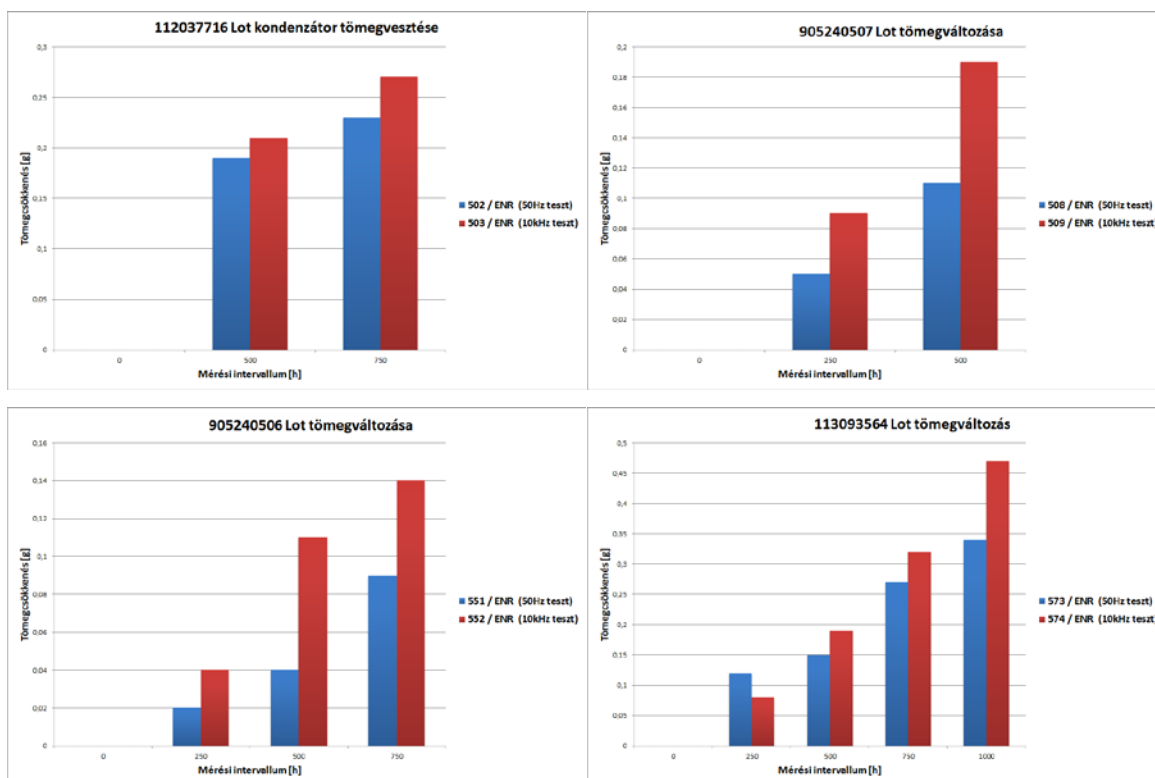 112037716 Lot kondenzátor tömegvesztése
0,3
0,25
0,2
0,15
0,1
0,05
0
Tömegcsökkenés [g]
0 500 750
Mérési intervallum [h]
502 / ENR (50Hz teszt)
503 / ENR (10kHz teszt)
905240507 Lot tömegváltozása
0,2
0,18
0,16
0,14
0,12
0,1
0,08
0,06
0,04
0,02
0
Tömegcsökkenés [g]
0 250 500
Mérési intervallum [h]
508 / ENR (50Hz teszt)
509 / ENR (10kHz teszt)
905240506 Lot tömegváltozása
0,16
0,14
0,12
0,1
0,08
0,06
0,04
0,02
0
Tömegcsökkenés [g]
0 250 500 750
Mérési intervallum [h]
551 / ENR (50Hz teszt)
552 / ENR (10kHz teszt)
113093564 Lot tömegváltozás
0,5
0,45
0,4
0,35
0,3
0,25
0,2
0,15
0,1
0,05
0
Tömegcsökkenés [g]
0 250 500 750 1000
Mérési intervallum [h]
573 / ENR (50Hz teszt)
574 / ENR (10kHz teszt)